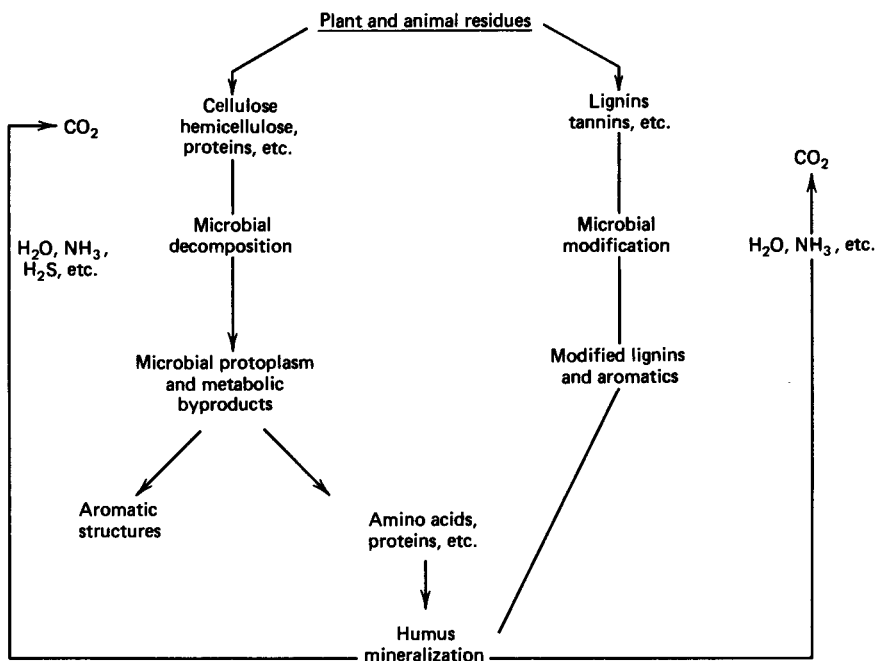 Plant and animal residues
Cellulose
hemicellulose,
proteins, etc.
Lignins
tannins, etc.
CO₂
CO₂
Microbial
decomposition
Microbial
modification
H₂O, NH₃,
H₂S, etc.
H₂O, NH₃, etc.
Microbial protoplasm
and metabolic
byproducts
Modified lignins
and aromatics
Aromatic
structures
Amino acids,
proteins, etc.
Humus
mineralization